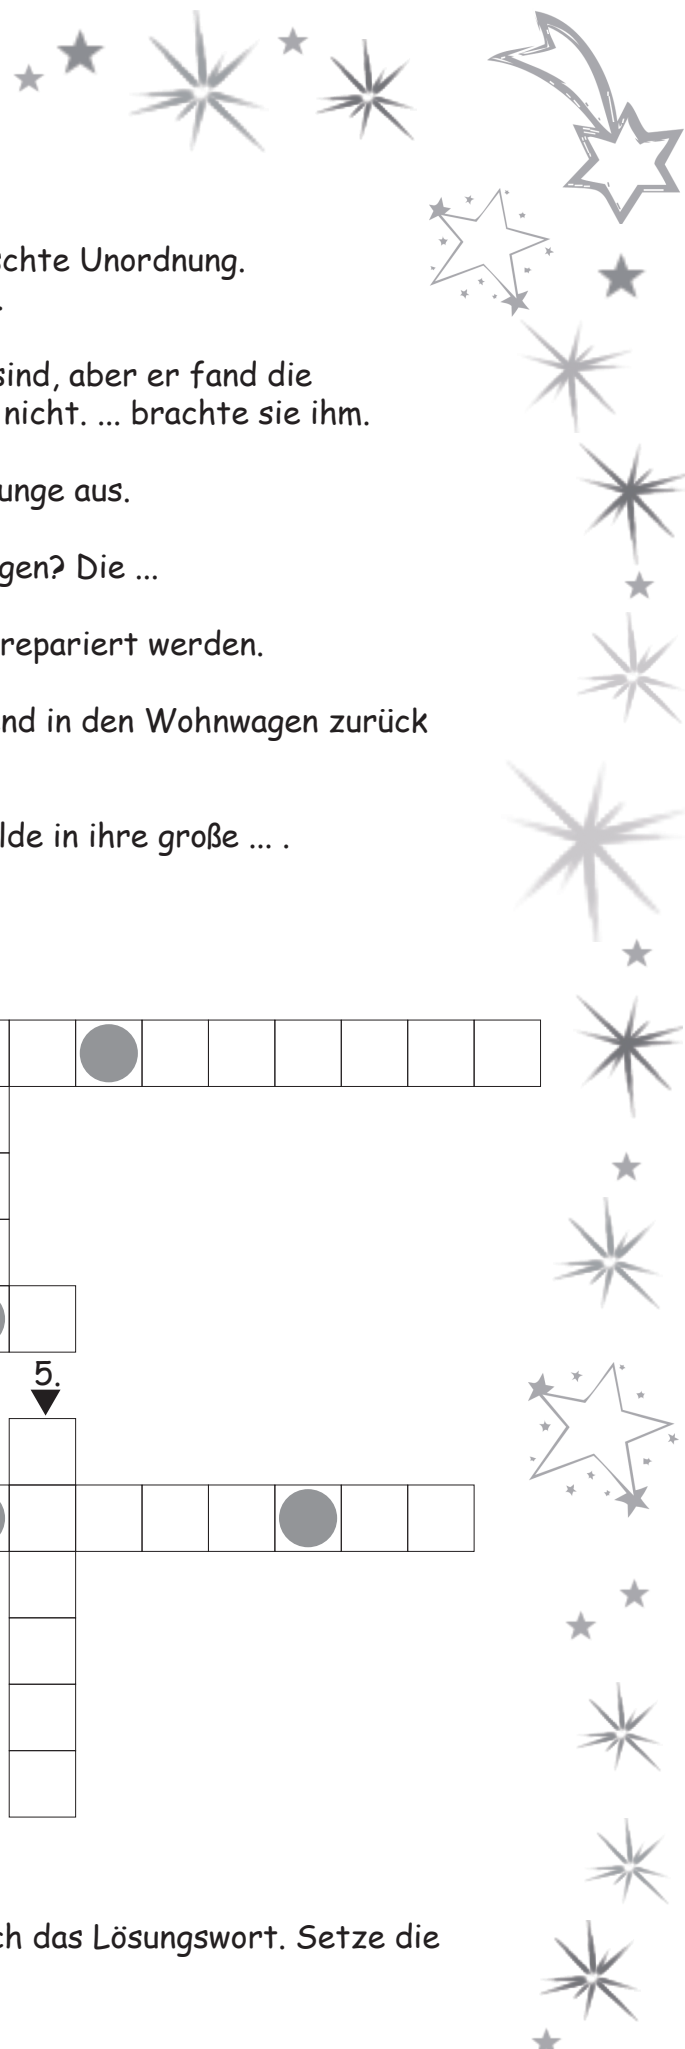 chte Unordnung.
.
sind, aber er fand die
nicht. ... brachte sie ihm.
unge aus.
gen? Die ...
repariert werden.
nd in den Wohnwagen zurück
lde in ihre große ... .
5.
ch das Lösungswort. Setze die